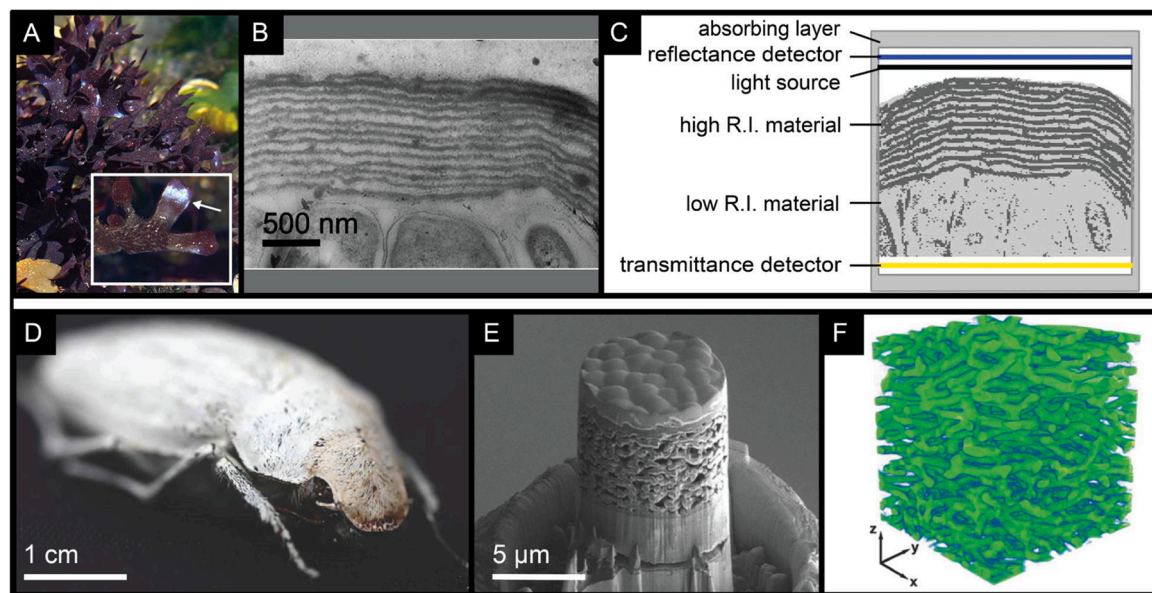 A
B
500 nm
C
absorbing layer
reflectance detector
light source
high R.I. material
low R.I. material
transmittance detector
D
1 cm
E
5 µm
F
z
y
x